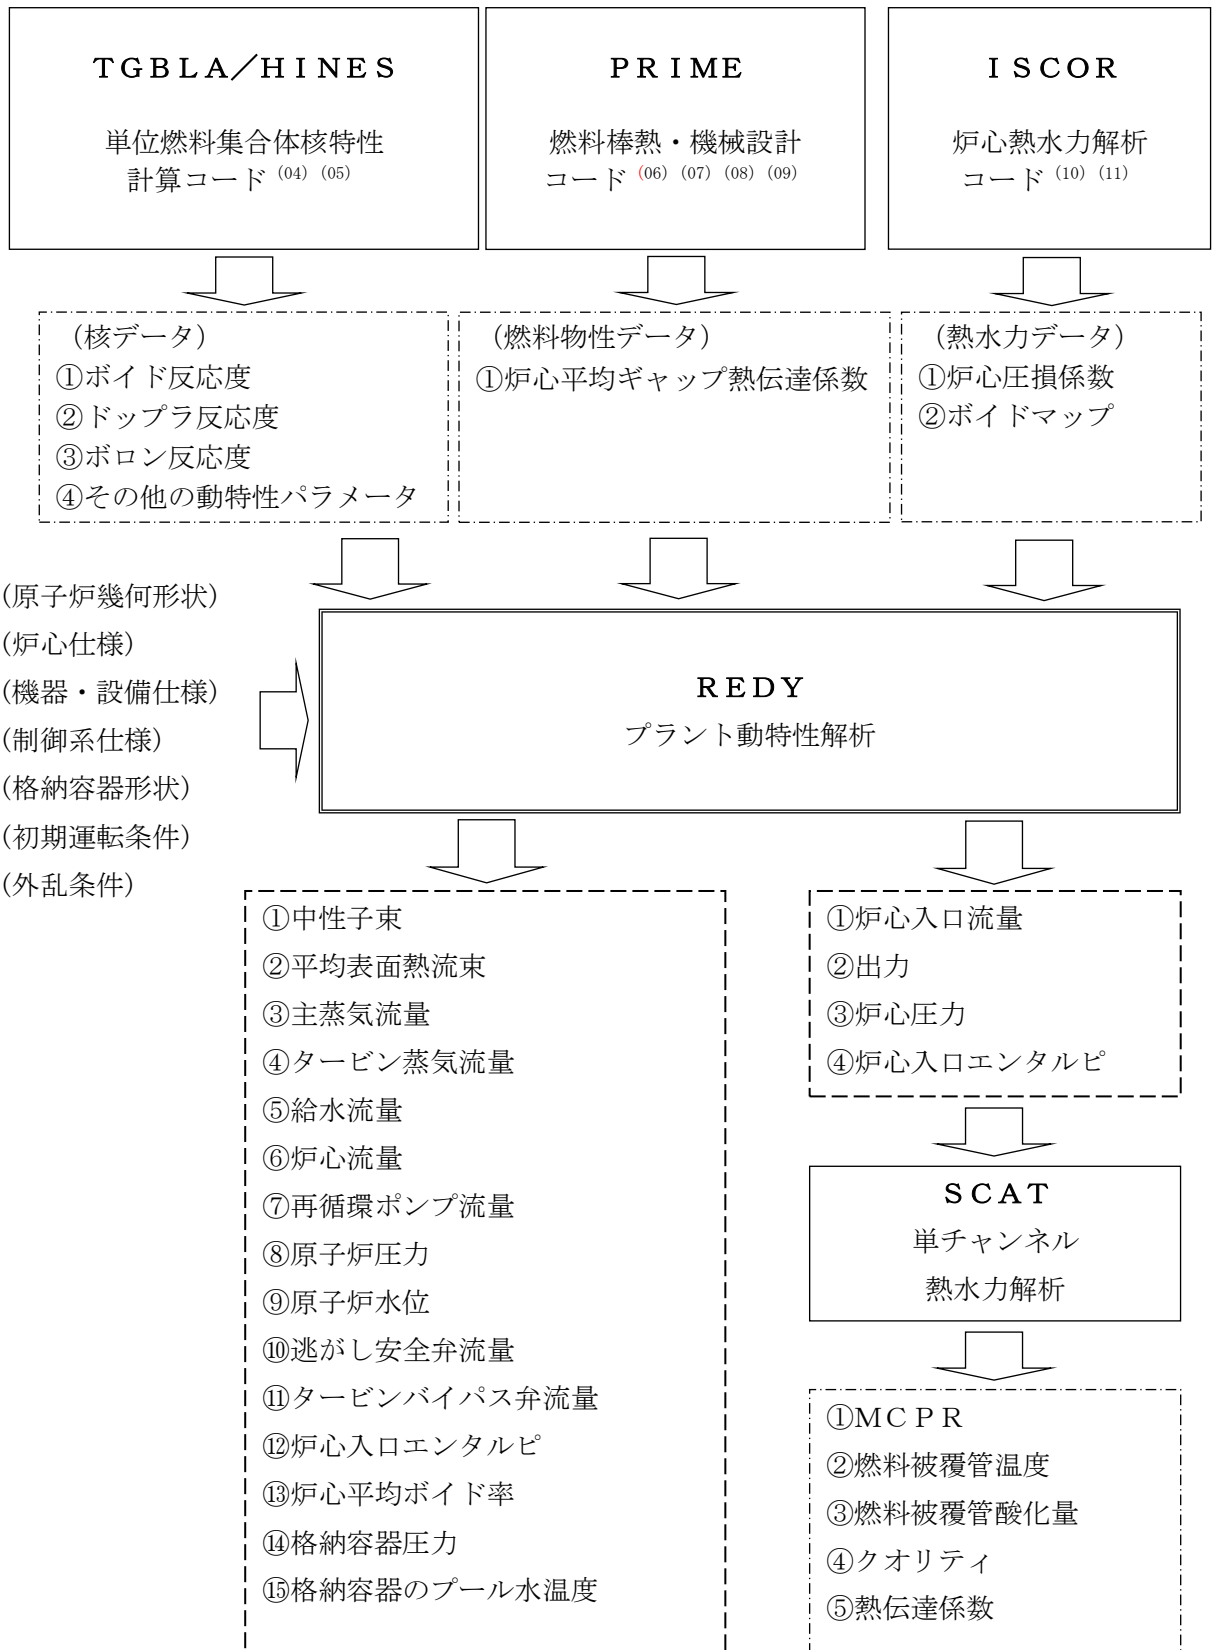 ＴＧＢＬＡ／ＨＩＮＥＳ
単位燃料集合体核特性
計算コード (04) (05)
ＰＲＩＭＥ
燃料棒熱・機械設計
コード (06) (07) (08) (09)
ＩＳＣＯＲ
炉心熱水力解析
コード (10) (11)
（核データ）
①ボイド反応度
②ドップラ反応度
③ボロン反応度
④その他の動特性パラメータ
（燃料物性データ）
①炉心平均ギャップ熱伝達係数
（熱水力データ）
①炉心圧損係数
②ボイドマップ
(原子炉幾何形状)
(炉心仕様)
(機器・設備仕様)
(制御系仕様)
(格納容器形状)
(初期運転条件)
(外乱条件)
ＲＥＤＹ
プラント動特性解析
①中性子束
②平均表面熱流束
③主蒸気流量
④タービン蒸気流量
⑤給水流量
⑥炉心流量
⑦再循環ポンプ流量
⑧原子炉圧力
⑨原子炉水位
⑩逃がし安全弁流量
⑪タービンバイパス弁流量
⑫炉心入口エンタルピ
⑬炉心平均ボイド率
⑭格納容器圧力
⑮格納容器のプール水温度
①炉心入口流量
②出力
③炉心圧力
④炉心入口エンタルピ
ＳＣＡＴ
単チャンネル
熱水力解析
①ＭＣＰＲ
②燃料被覆管温度
③燃料被覆管酸化量
④クオリティ
⑤熱伝達係数